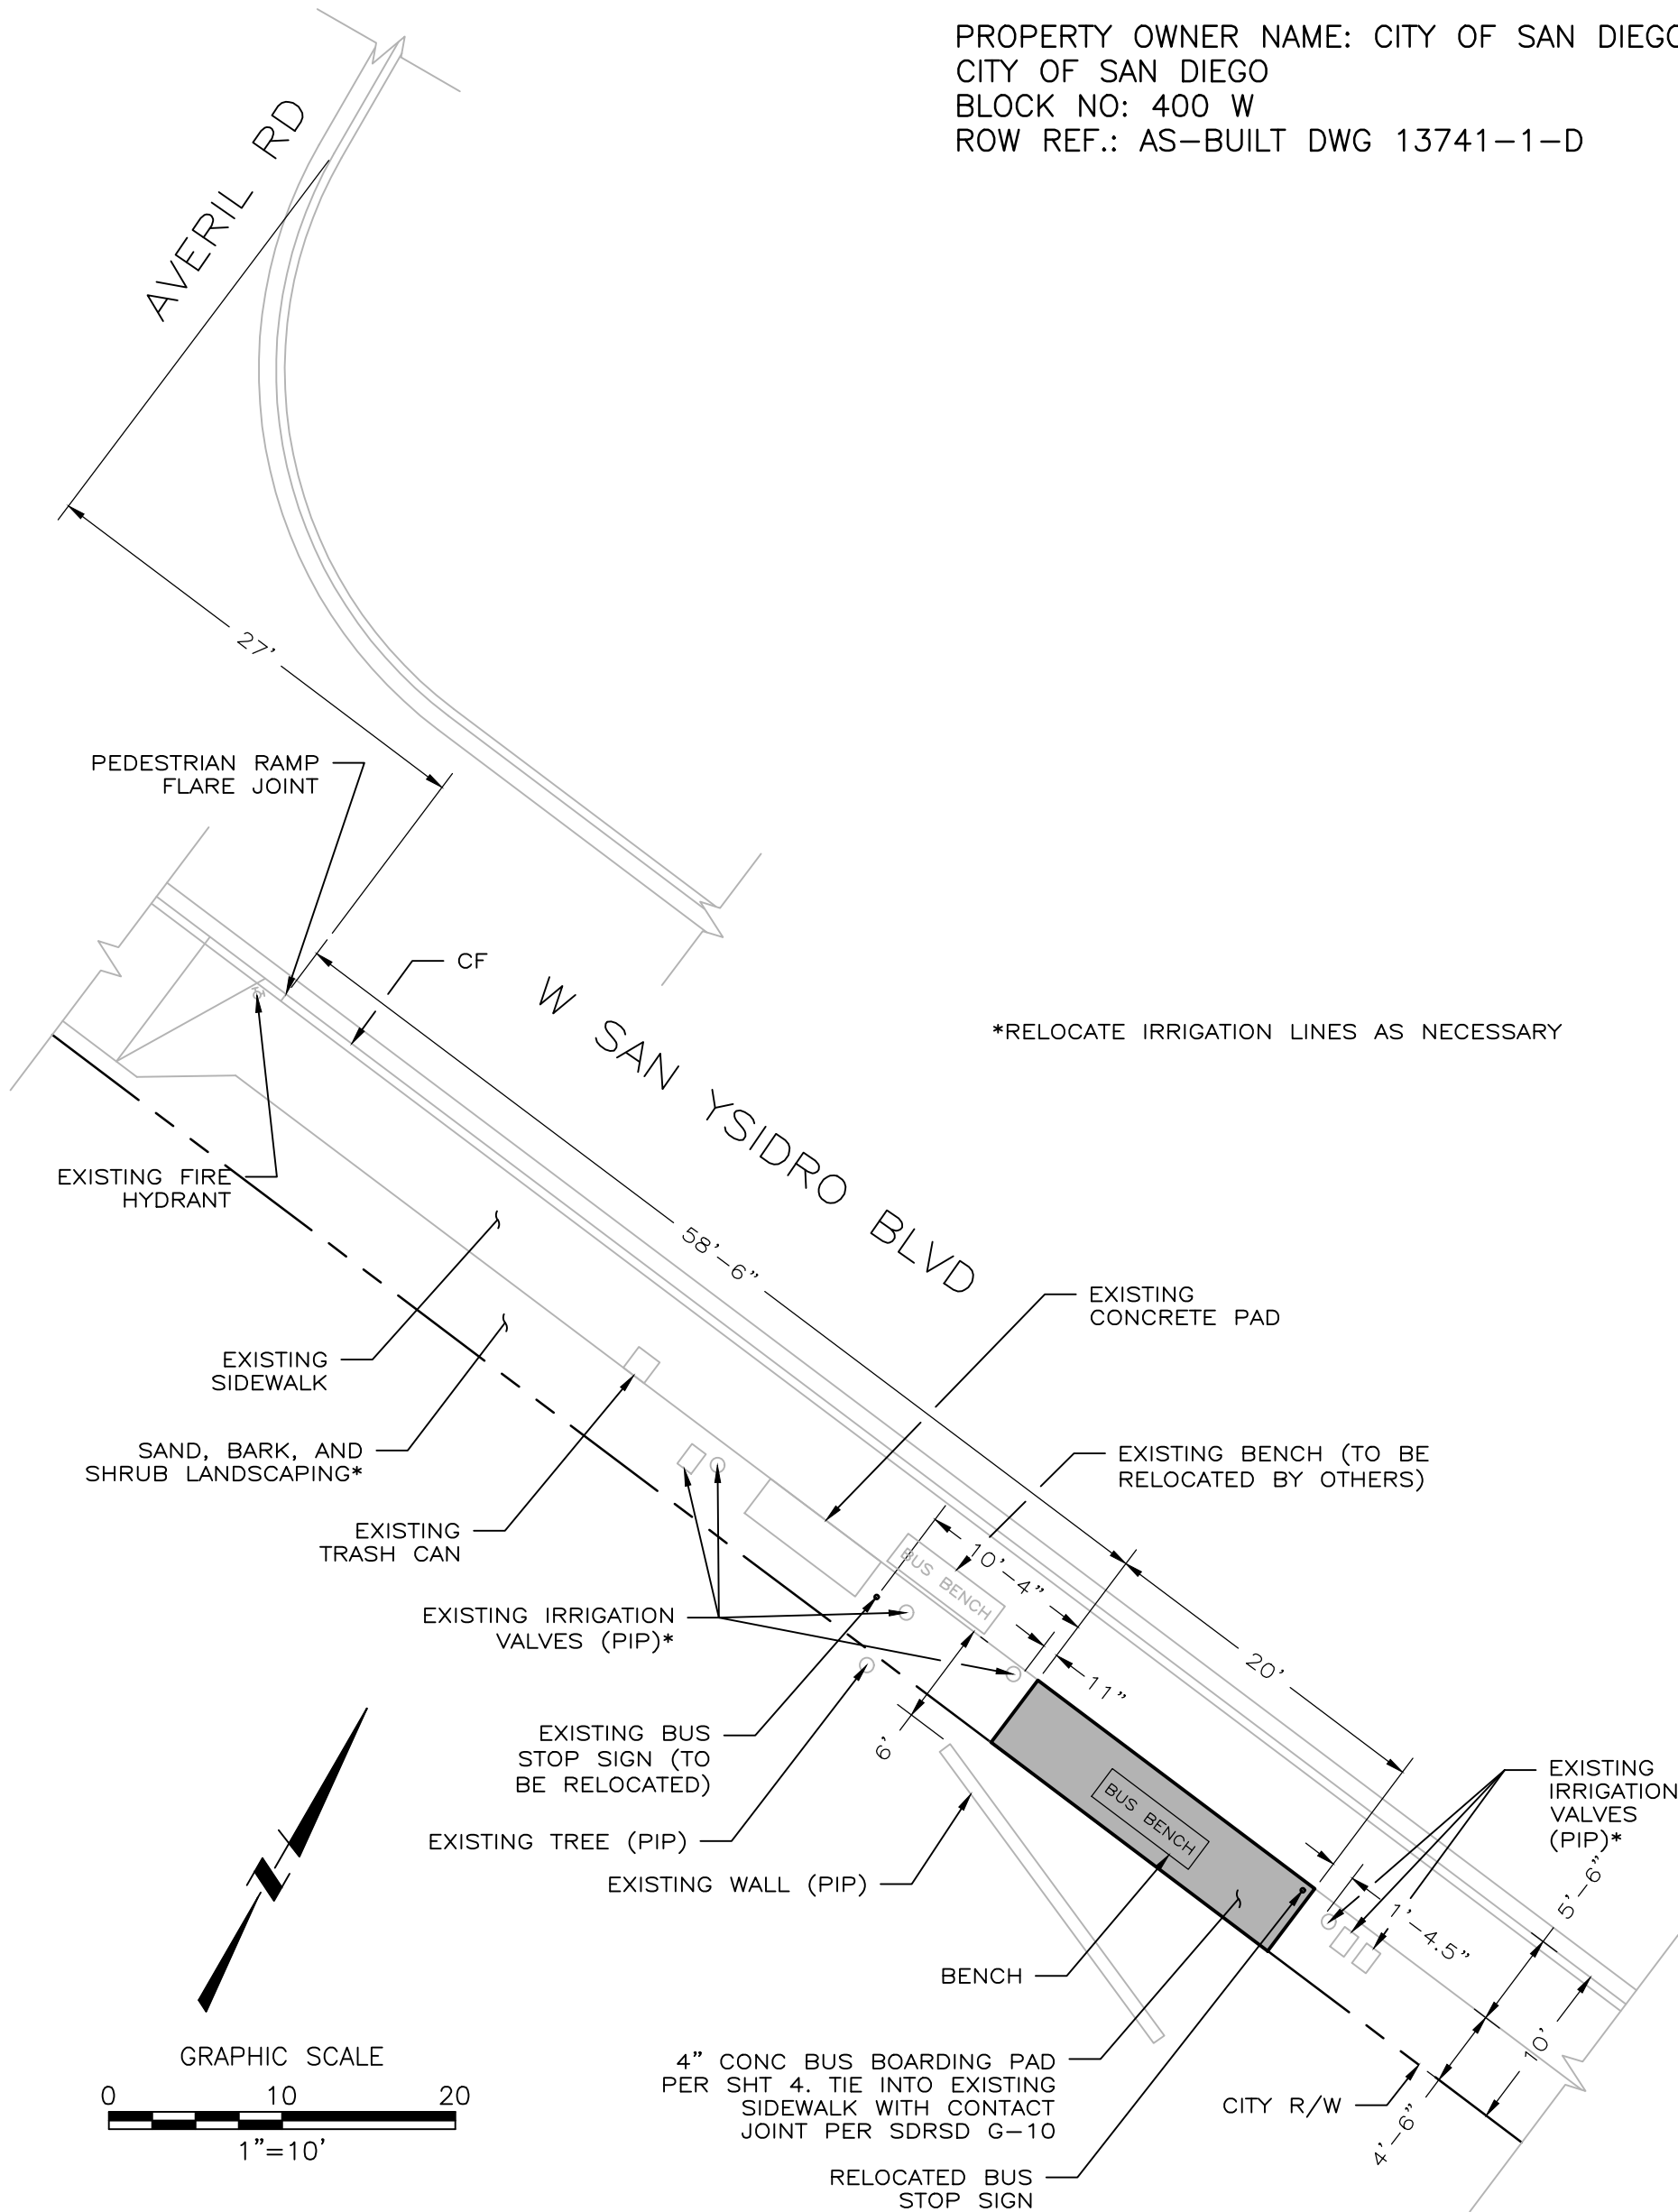 PROPERTY OWNER NAME: CITY OF SAN DIEGO
CITY OF SAN DIEGO
BLOCK NO: 400 W
ROW REF.: AS-BUILT DWG 13741-1-D
AVERIL RD
27'
PEDESTRIAN RAMP
FLARE JOINT
CF
W SAN YSIDRO BLVD
*RELOCATE IRRIGATION LINES AS NECESSARY
EXISTING FIRE
HYDRANT
58'-6"
EXISTING
CONCRETE PAD
EXISTING
SIDEWALK
SAND, BARK, AND
SHRUB LANDSCAPING*
EXISTING BENCH (TO BE
RELOCATED BY OTHERS)
EXISTING
TRASH CAN
10'-4"
BUS BENCH
EXISTING IRRIGATION
VALVES (PIP)*
20'
11"
6'
EXISTING BUS
STOP SIGN (TO
BE RELOCATED)
EXISTING TREE (PIP)
EXISTING WALL (PIP)
BUS BENCH
EXISTING
IRRIGATION
VALVES
(PIP)*
5'-6"
1'-4.5"
BENCH
10'
4'-6"
4" CONC BUS BOARDING PAD
PER SHT 4. TIE INTO EXISTING
SIDEWALK WITH CONTACT
JOINT PER SDRSD G-10
CITY R/W
RELOCATED BUS
STOP SIGN
GRAPHIC SCALE
0 10 20
1"=10'